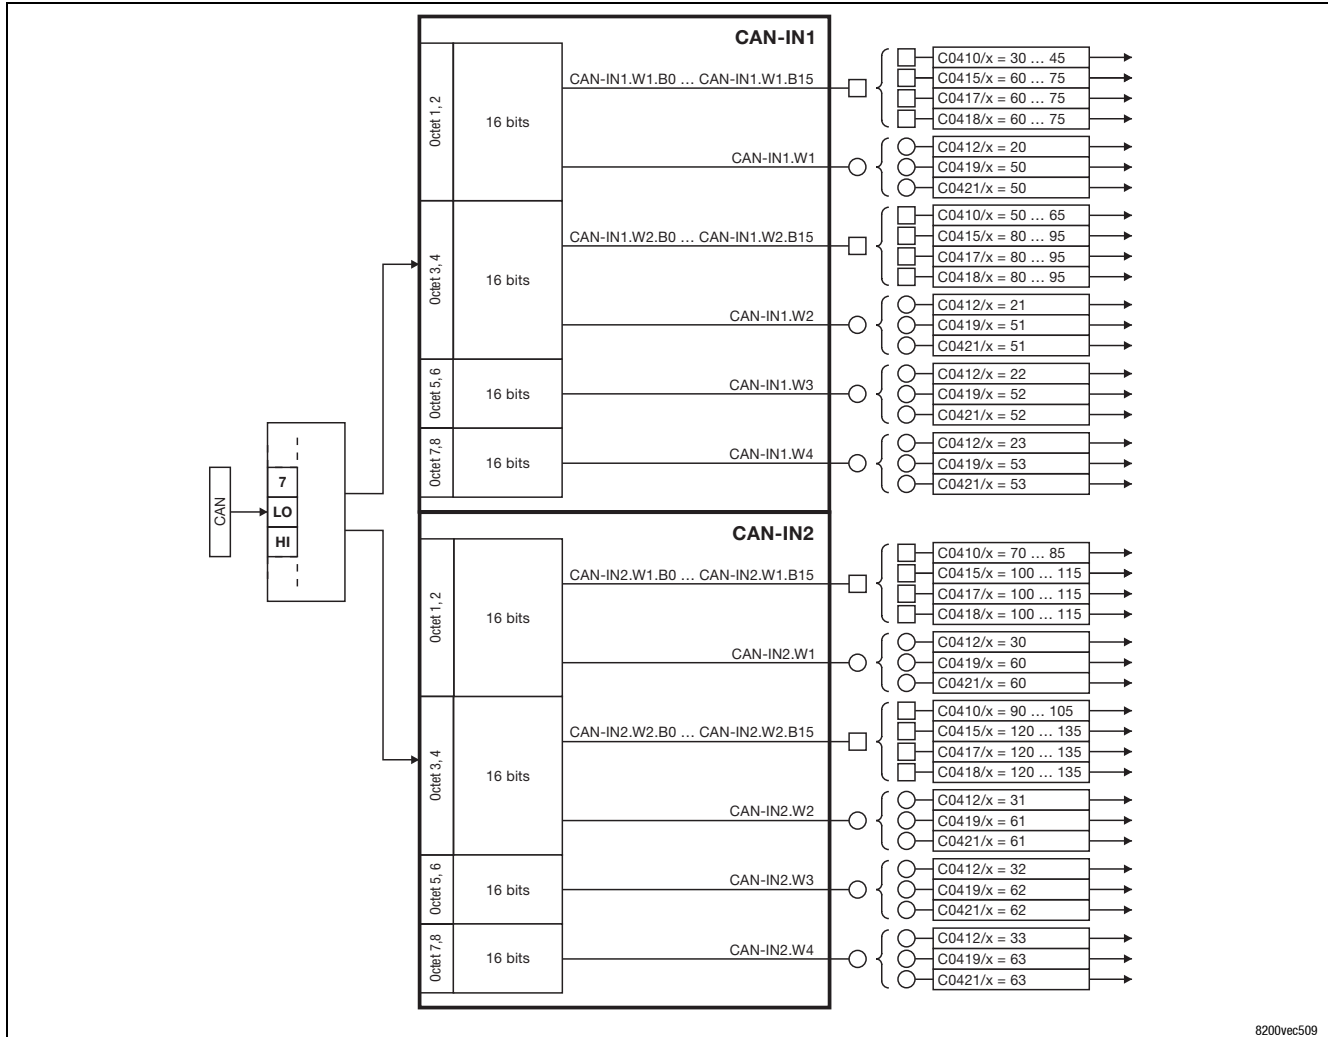 CAN-IN1
Octet 1, 2
16 bits
CAN-IN1.W1.B0 … CAN-IN1.W1.B15
C0410/x = 30 … 45
C0415/x = 60 … 75
C0417/x = 60 … 75
C0418/x = 60 … 75
CAN-IN1.W1
C0412/x = 20
C0419/x = 50
C0421/x = 50
Octet 3, 4
16 bits
CAN-IN1.W2.B0 … CAN-IN1.W2.B15
C0410/x = 50 … 65
C0415/x = 80 … 95
C0417/x = 80 … 95
C0418/x = 80 … 95
CAN-IN1.W2
C0412/x = 21
C0419/x = 51
C0421/x = 51
Octet 5, 6
16 bits
CAN-IN1.W3
C0412/x = 22
C0419/x = 52
C0421/x = 52
Octet 7,8
16 bits
CAN-IN1.W4
C0412/x = 23
C0419/x = 53
C0421/x = 53
CAN
7
LO
HI
CAN-IN2
Octet 1, 2
16 bits
CAN-IN2.W1.B0 … CAN-IN2.W1.B15
C0410/x = 70 … 85
C0415/x = 100 … 115
C0417/x = 100 … 115
C0418/x = 100 … 115
CAN-IN2.W1
C0412/x = 30
C0419/x = 60
C0421/x = 60
Octet 3, 4
16 bits
CAN-IN2.W2.B0 … CAN-IN2.W2.B15
C0410/x = 90 … 105
C0415/x = 120 … 135
C0417/x = 120 … 135
C0418/x = 120 … 135
CAN-IN2.W2
C0412/x = 31
C0419/x = 61
C0421/x = 61
Octet 5, 6
16 bits
CAN-IN2.W3
C0412/x = 32
C0419/x = 62
C0421/x = 62
Octet 7,8
16 bits
CAN-IN2.W4
C0412/x = 33
C0419/x = 63
C0421/x = 63
8200vec509